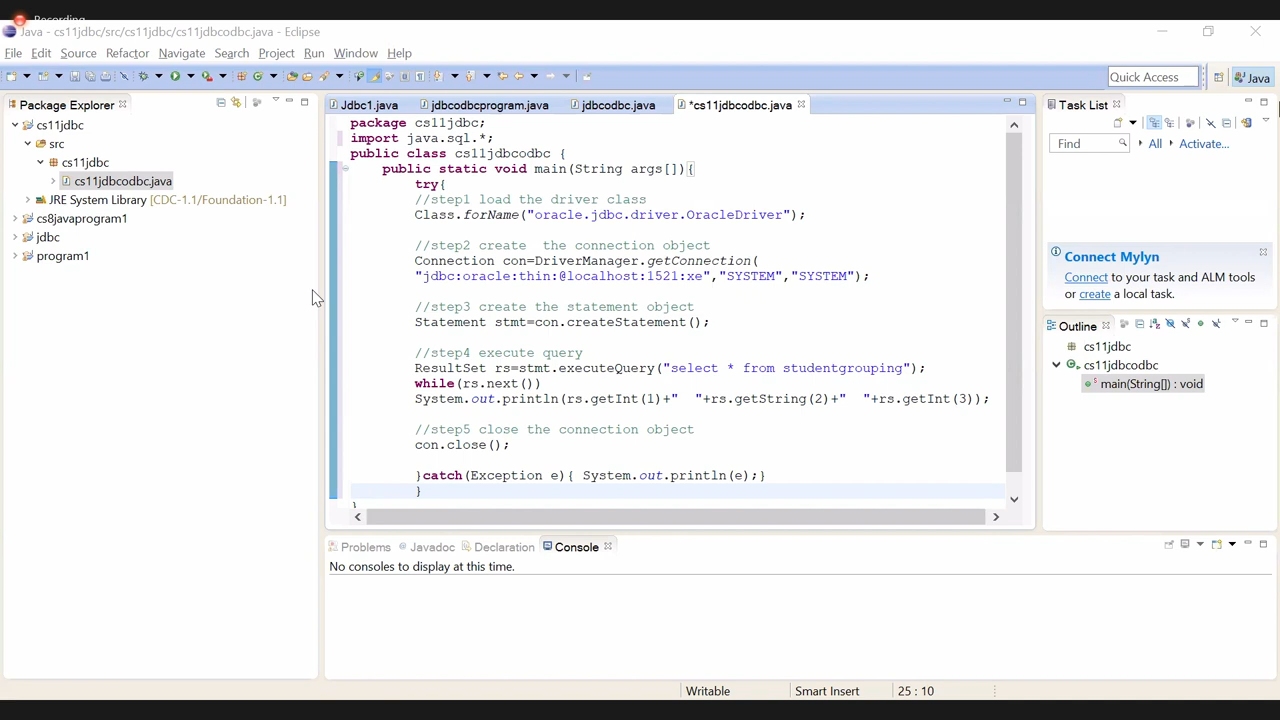 Recording
Java - cs11jdbc/src/cs11jdbc/cs11jdbcodbc.java - Eclipse
File Edit Source Refactor Navigate Search Project Run Window Help
Quick Access Java
Package Explorer
cs11jdbc
src
cs11jdbc
cs11jdbcodbc.java
JRE System Library [CDC-1.1/Foundation-1.1]
cs8javaprogram1
jdbc
program1
Jdbc1.java jdbcodbcprogram.java jdbcodbc.java *cs11jdbcodbc.java
package cs11jdbc;
import java.sql.*;
public class cs11jdbcodbc {
public static void main(String args[]){
try{
//step1 load the driver class
Class.forName("oracle.jdbc.driver.OracleDriver");
//step2 create  the connection object
Connection con=DriverManager.getConnection(
"jdbc:oracle:thin:@localhost:1521:xe","SYSTEM","SYSTEM");
//step3 create the statement object
Statement stmt=con.createStatement();
//step4 execute query
ResultSet rs=stmt.executeQuery("select * from studentgrouping");
while(rs.next())
System.out.println(rs.getInt(1)+"  "+rs.getString(2)+"  "+rs.getInt(3));
//step5 close the connection object
con.close();
}catch(Exception e){ System.out.println(e);}
}
}
Task List
Find All Activate...
Connect Mylyn
Connect to your task and ALM tools
or create a local task.
Outline
cs11jdbc
cs11jdbcodbc
main(String[]) : void
Problems Javadoc Declaration Console
No consoles to display at this time.
Writable Smart Insert 25 : 10